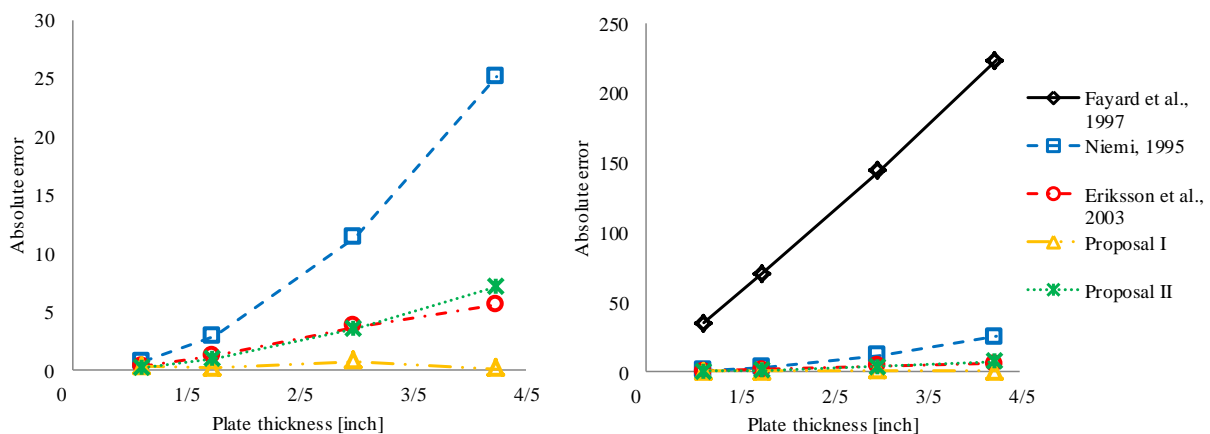 30
25
20
15
10
5
0
0
1/5
2/5
3/5
4/5
Absolute error
Plate thickness [inch]
250
200
150
100
50
0
0
1/5
2/5
3/5
4/5
Absolute error
Plate thickness [inch]
Fayard et al.,
1997
Niemi, 1995
Eriksson et al.,
2003
Proposal I
Proposal II